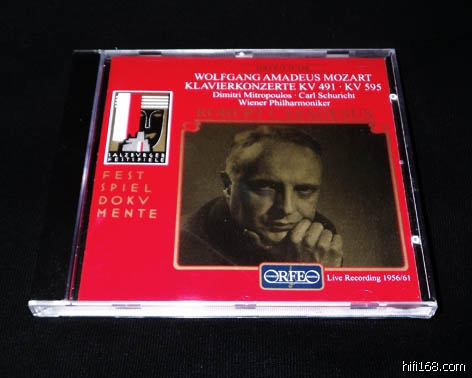 WOLFGANG AMADEUS MOZART
KLAVIERKONZERTE KV 491 · KV 595
Dimitri Mitropoulos · Carl Schuricht
Wiener Philharmoniker
SALZBURGER
FESTSPIELE
FEST
SPIEL
DOKV
MENTE
ORFEO
Live Recording 1956/61
hifi168.com